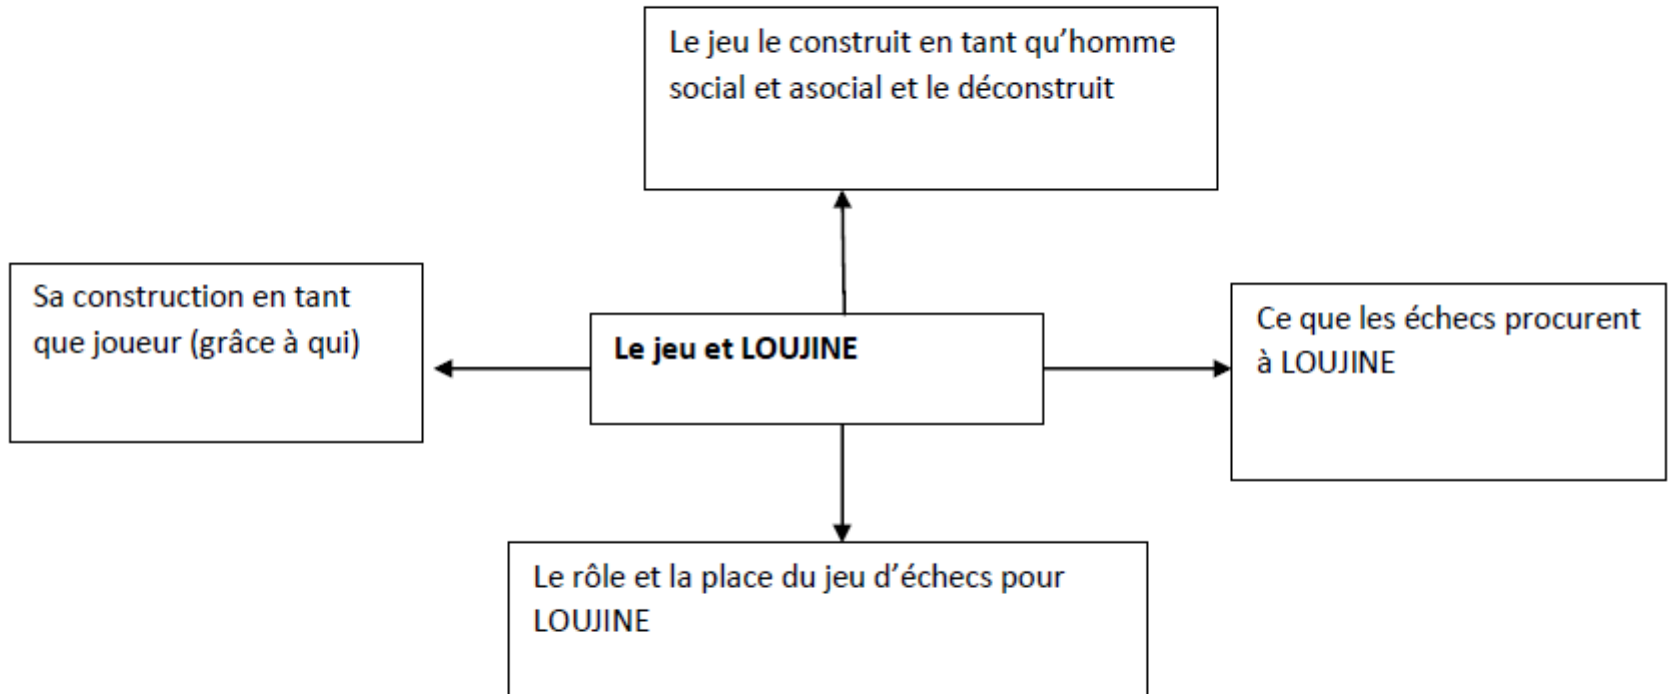 Le jeu le construit en tant qu’homme
social et asocial et le déconstruit
Sa construction en tant
que joueur (grâce à qui)
Le jeu et LOUJINE
Ce que les échecs procurent
à LOUJINE
Le rôle et la place du jeu d’échecs pour
LOUJINE